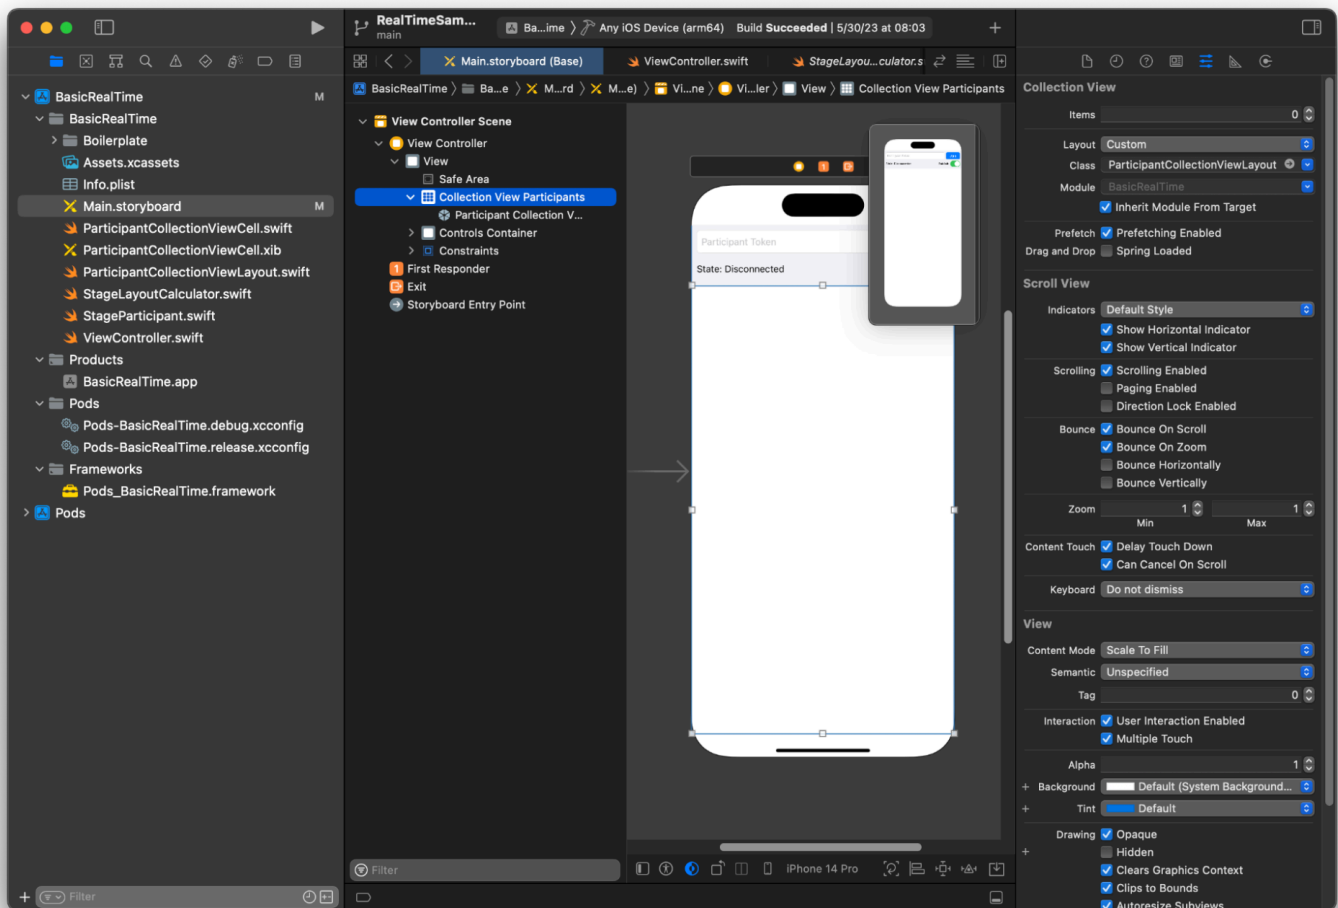 RealTimeSam...
main
Ba...ime
Any iOS Device (arm64)
Build Succeeded | 5/30/23 at 08:03
Main.storyboard (Base)
ViewController.swift
StageLayou...culator.s
BasicRealTime
M
BasicRealTime
Boilerplate
Assets.xcassets
Info.plist
Main.storyboard
M
ParticipantCollectionViewCell.swift
ParticipantCollectionViewCell.xib
ParticipantCollectionViewLayout.swift
StageLayoutCalculator.swift
StageParticipant.swift
ViewController.swift
Products
BasicRealTime.app
Pods
Pods-BasicRealTime.debug.xcconfig
Pods-BasicRealTime.release.xcconfig
Frameworks
Pods_BasicRealTime.framework
Pods
Filter
BasicRealTime
Ba...e
M...rd
M...e)
Vi...ne
Vi...ler
View
Collection View Participants
View Controller Scene
View Controller
View
Safe Area
Collection View Participants
Participant Collection V...
Controls Container
Constraints
1 First Responder
Exit
Storyboard Entry Point
Filter
1
Participant Token
State: Disconnected
iPhone 14 Pro
Collection View
Items 0
Layout Custom
Class ParticipantCollectionViewLayout
Module BasicRealTime
Inherit Module From Target
Prefetch Prefetching Enabled
Drag and Drop Spring Loaded
Scroll View
Indicators Default Style
Show Horizontal Indicator
Show Vertical Indicator
Scrolling Scrolling Enabled
Paging Enabled
Direction Lock Enabled
Bounce Bounce On Scroll
Bounce On Zoom
Bounce Horizontally
Bounce Vertically
Zoom 1 1
Min Max
Content Touch Delay Touch Down
Can Cancel On Scroll
Keyboard Do not dismiss
View
Content Mode Scale To Fill
Semantic Unspecified
Tag 0
Interaction User Interaction Enabled
Multiple Touch
Alpha 1
+ Background Default (System Background...
+ Tint Default
Drawing Opaque
+ Hidden
Clears Graphics Context
Clips to Bounds
Autoresize Subviews